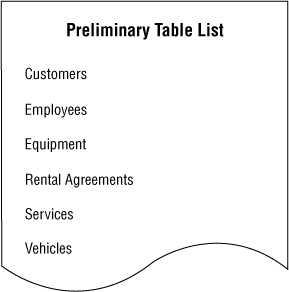 Preliminary Table List
Customers
Employees
Equipment
Rental Agreements
Services
Vehicles